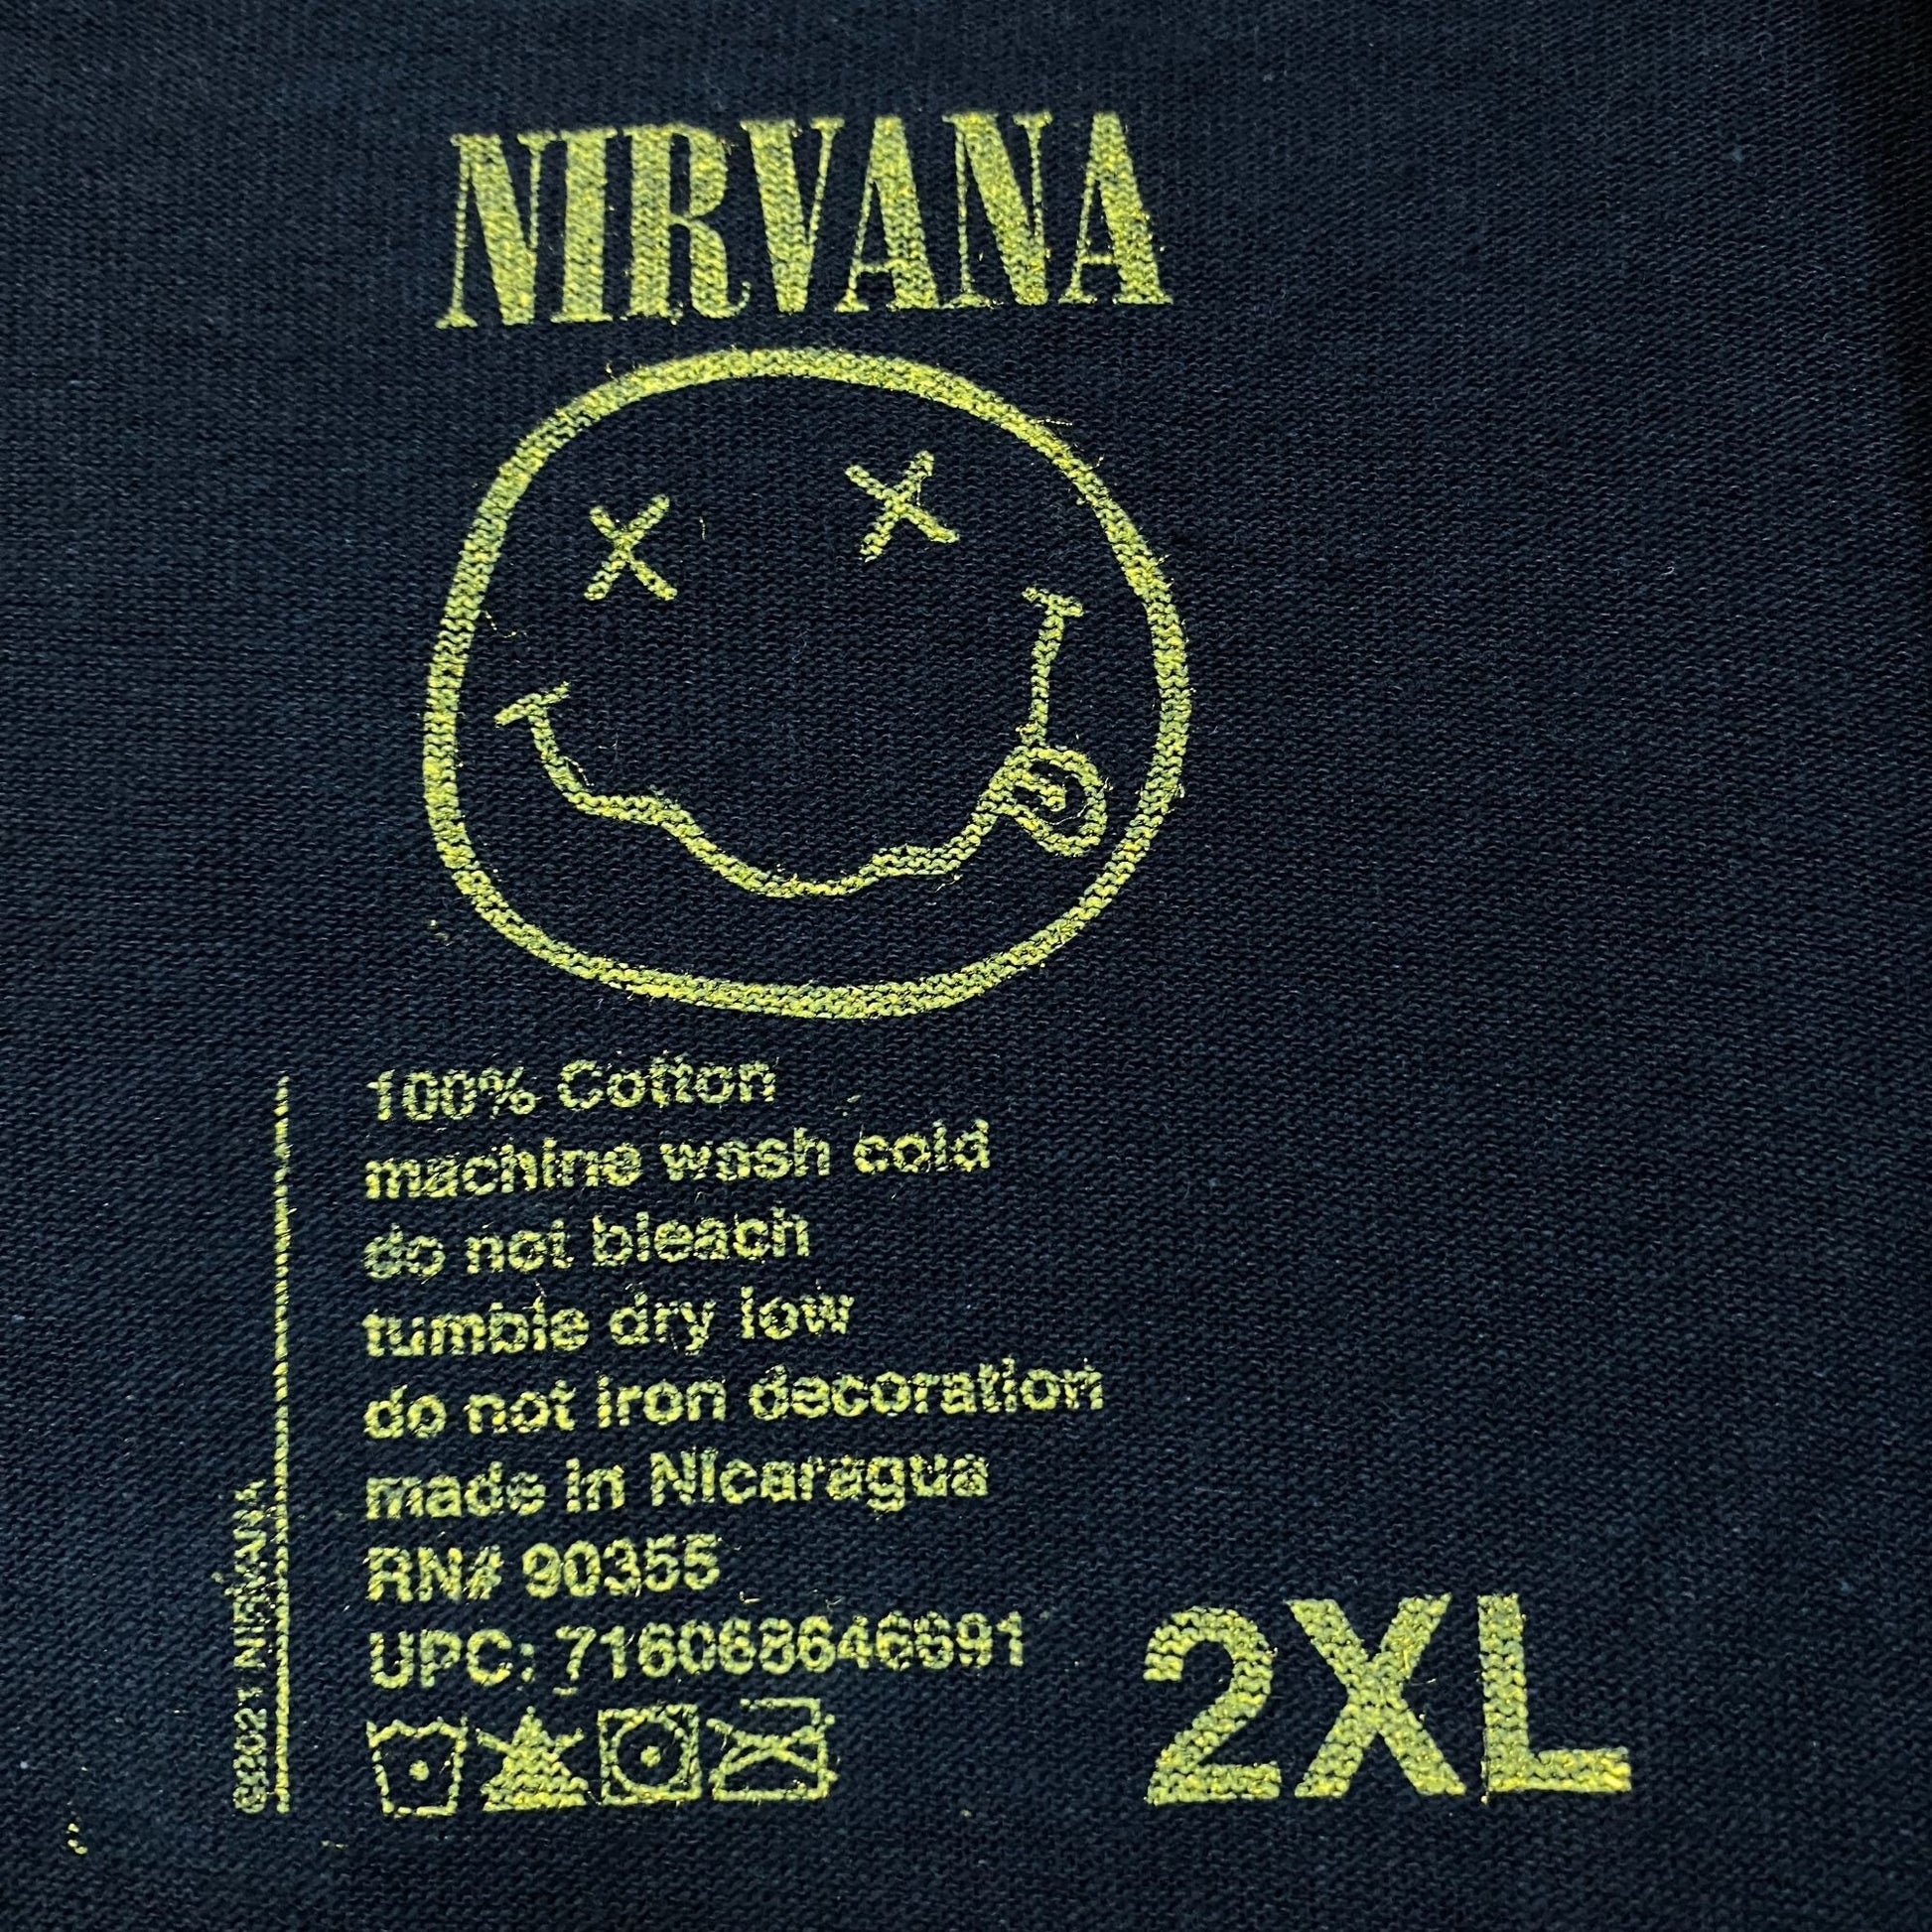 NIRVANA
100% Cotton
machine wash cold
do not bleach
tumble dry low
do not iron decoration
made in Nicaragua
RN# 90355
UPC: 716068646691
©2021 NIRVANA
2XL